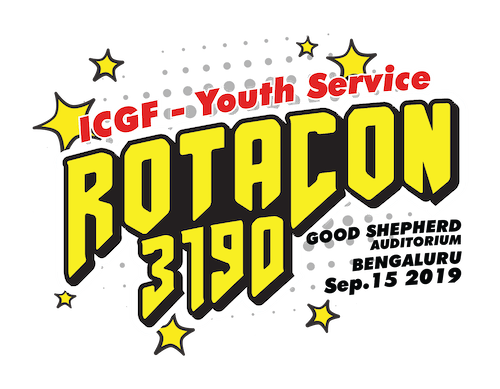 ICGF - Youth Service
ROTACON
3190
GOOD SHEPHERD
AUDITORIUM
BENGALURU
Sep.15 2019